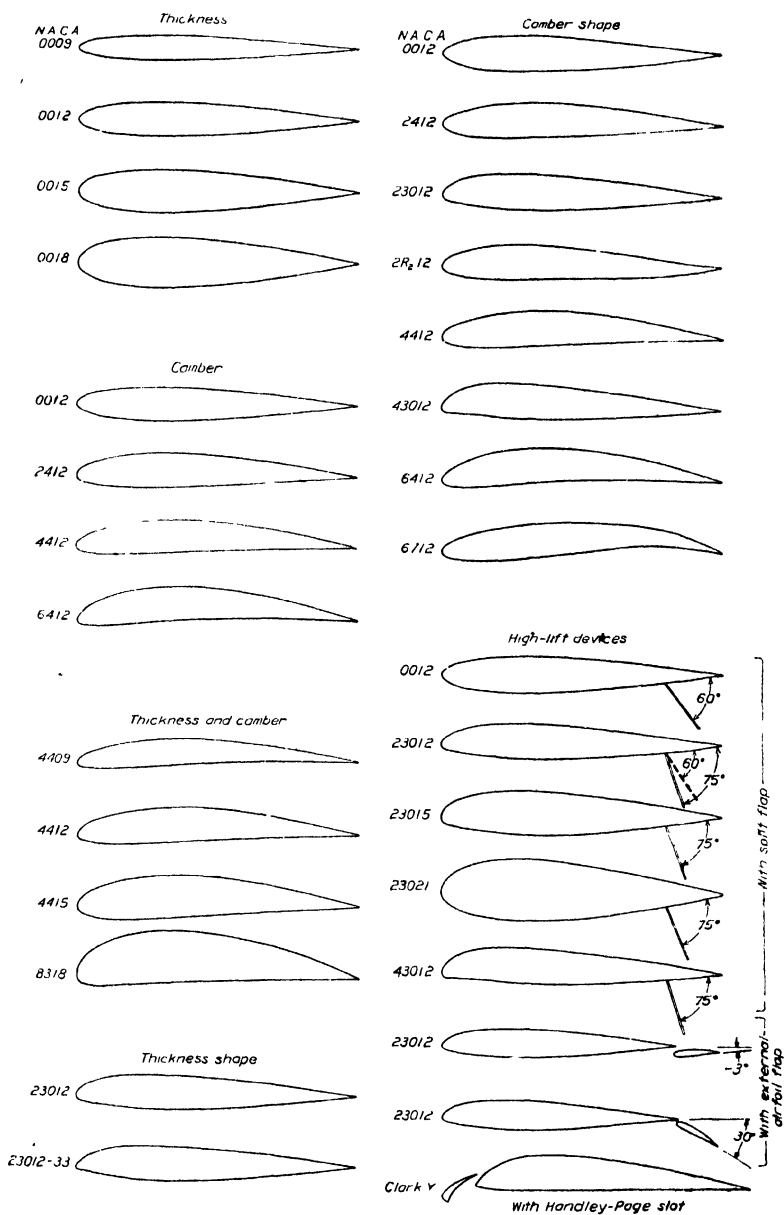 Thickness
NACA
0009
0012
0015
0018
Camber
0012
2412
4412
6412
Thickness and camber
4409
4412
4415
8318
Thickness shape
23012
23012-33
Camber shape
NACA
0012
2412
23012
2R₂12
4412
43012
6412
6712
High-lift devices
0012
60°
23012
60°
75°
23015
75°
23021
75°
43012
75°
With split flap
23012
-3°
23012
30°
With external-airfoil flap
Clark Y
With Handley-Page slot